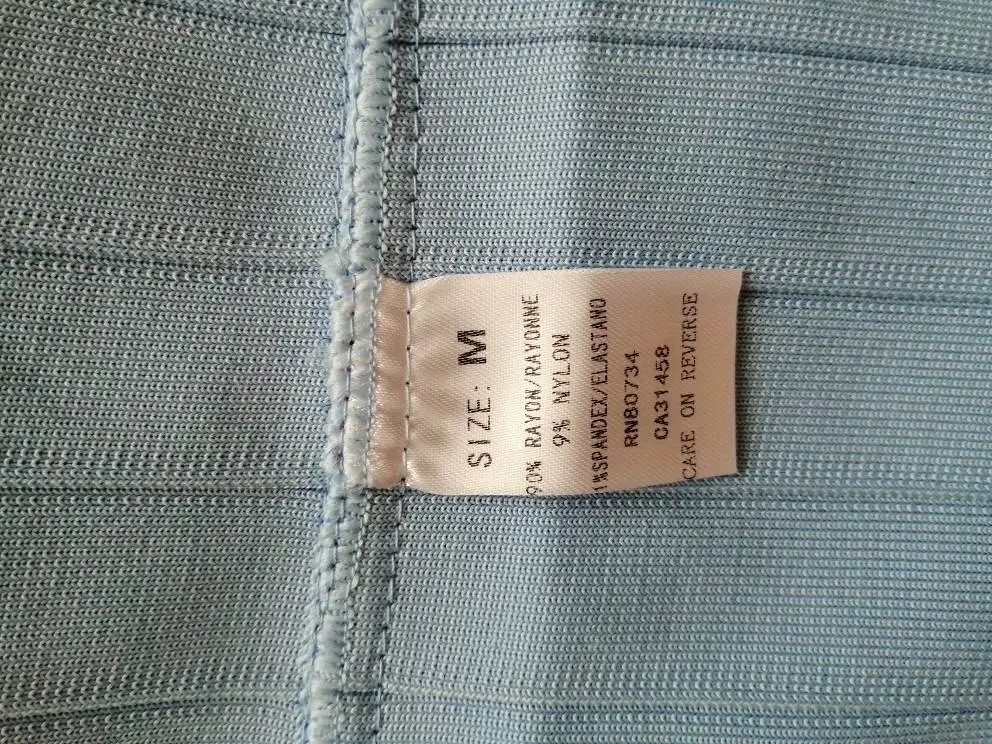 SIZE: M
90% RAYON/RAYONNE
9% NYLON
1%SPANDEX/ELASTANO
RN80734
CA31458
CARE ON REVERSE